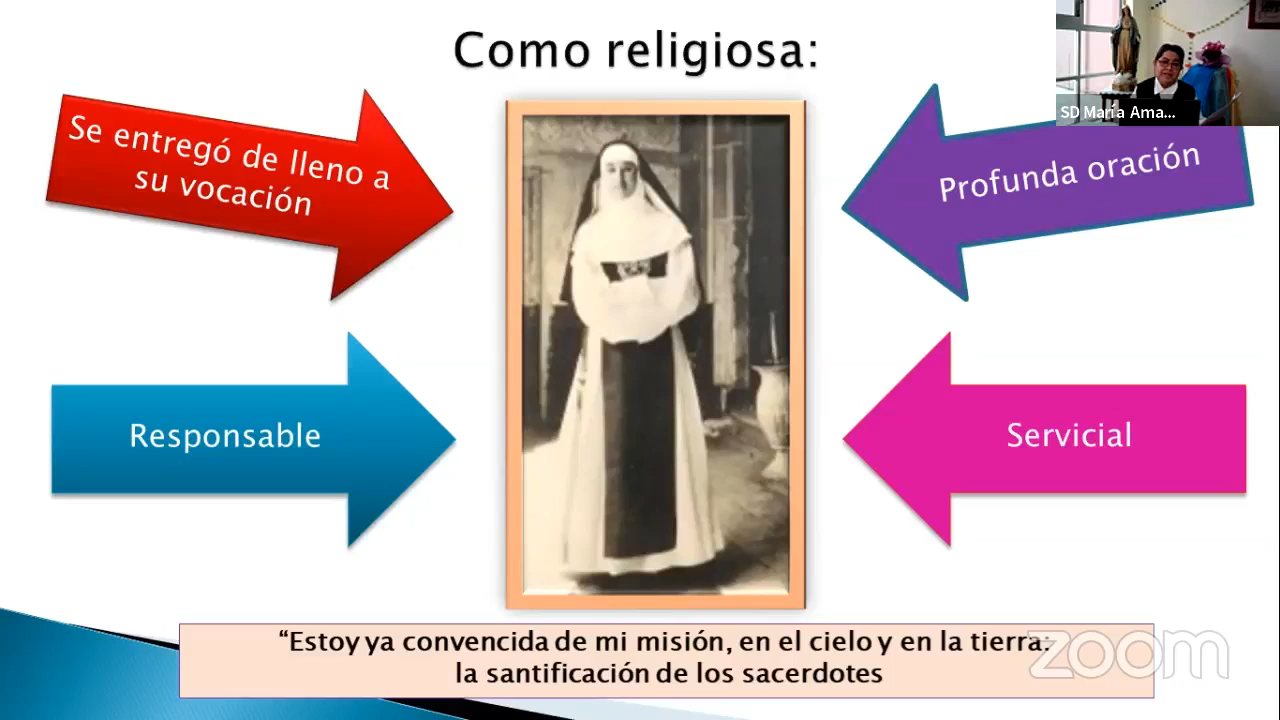 Como religiosa:
SD María Ama...
Se entregó de lleno a
su vocación
Profunda oración
Responsable
Servicial
“Estoy ya convencida de mi misión, en el cielo y en la tierra:
la santificación de los sacerdotes
zoom